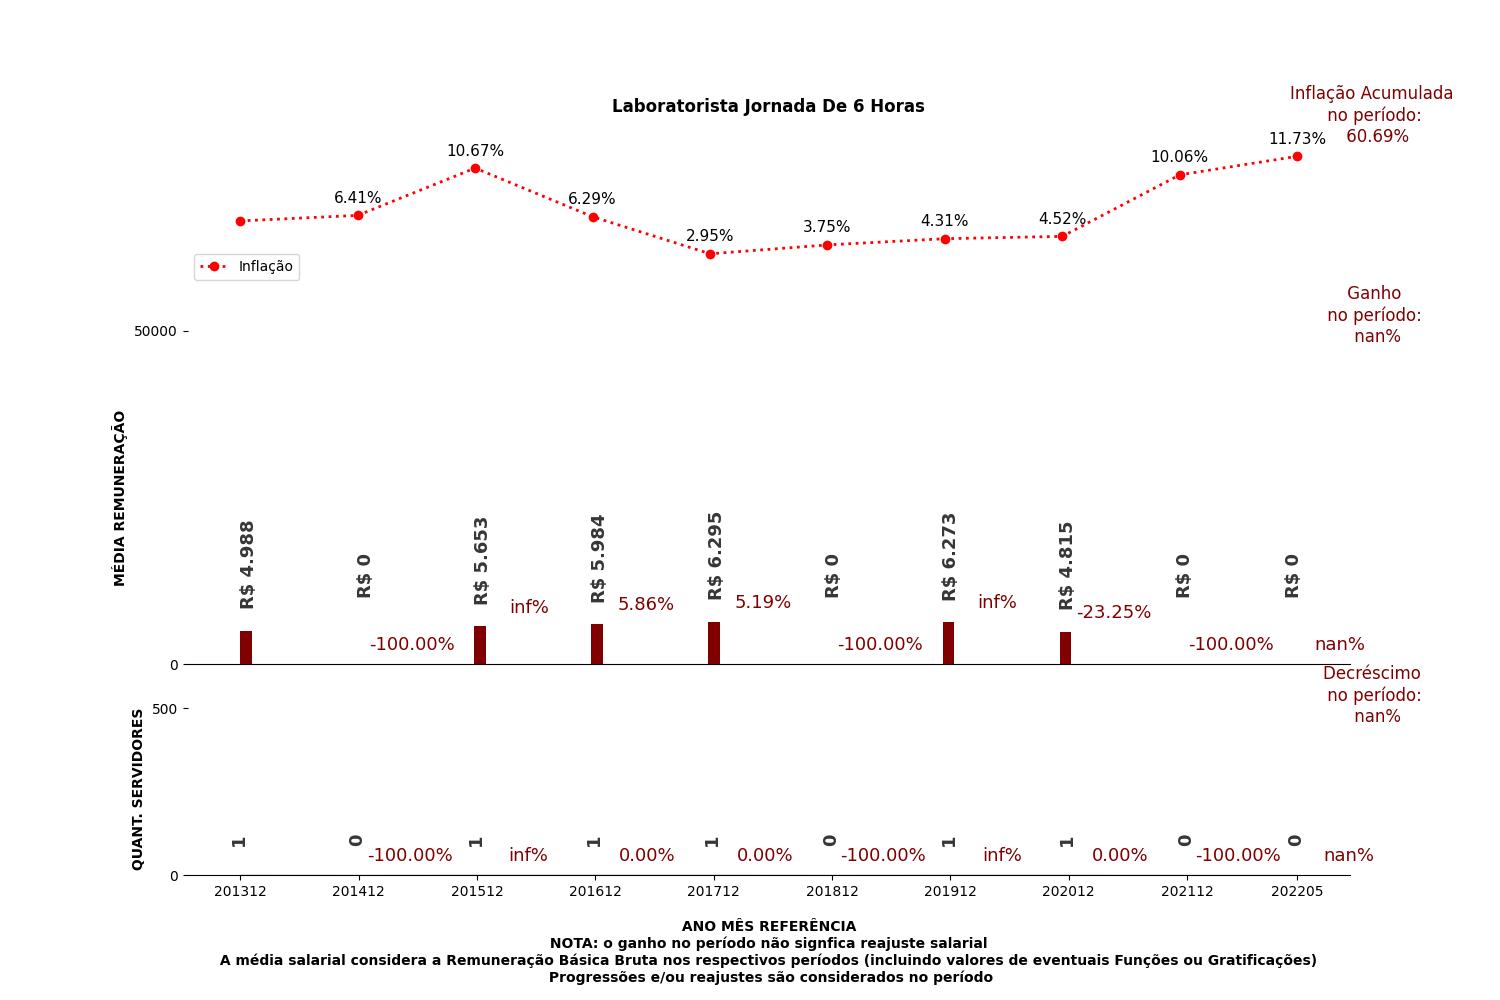 Laboratorista Jornada De 6 Horas
Inflação Acumulada
no período:
60.69%
6.41%
10.67%
6.29%
2.95%
3.75%
4.31%
4.52%
10.06%
11.73%
Inflação
Ganho
no período:
nan%
50000
0
MÉDIA REMUNERAÇÃO
R$ 4.988
R$ 0
R$ 5.653
R$ 5.984
R$ 6.295
R$ 0
R$ 6.273
R$ 4.815
R$ 0
R$ 0
-100.00%
inf%
5.86%
5.19%
-100.00%
inf%
-23.25%
-100.00%
nan%
Decréscimo
no período:
nan%
500
0
QUANT. SERVIDORES
1
0
1
1
1
0
1
1
0
0
-100.00%
inf%
0.00%
0.00%
-100.00%
inf%
0.00%
-100.00%
nan%
201312
201412
201512
201612
201712
201812
201912
202012
202112
202205
ANO MÊS REFERÊNCIA
NOTA: o ganho no período não signfica reajuste salarial
A média salarial considera a Remuneração Básica Bruta nos respectivos períodos (incluindo valores de eventuais Funções ou Gratificações)
Progressões e/ou reajustes são considerados no período